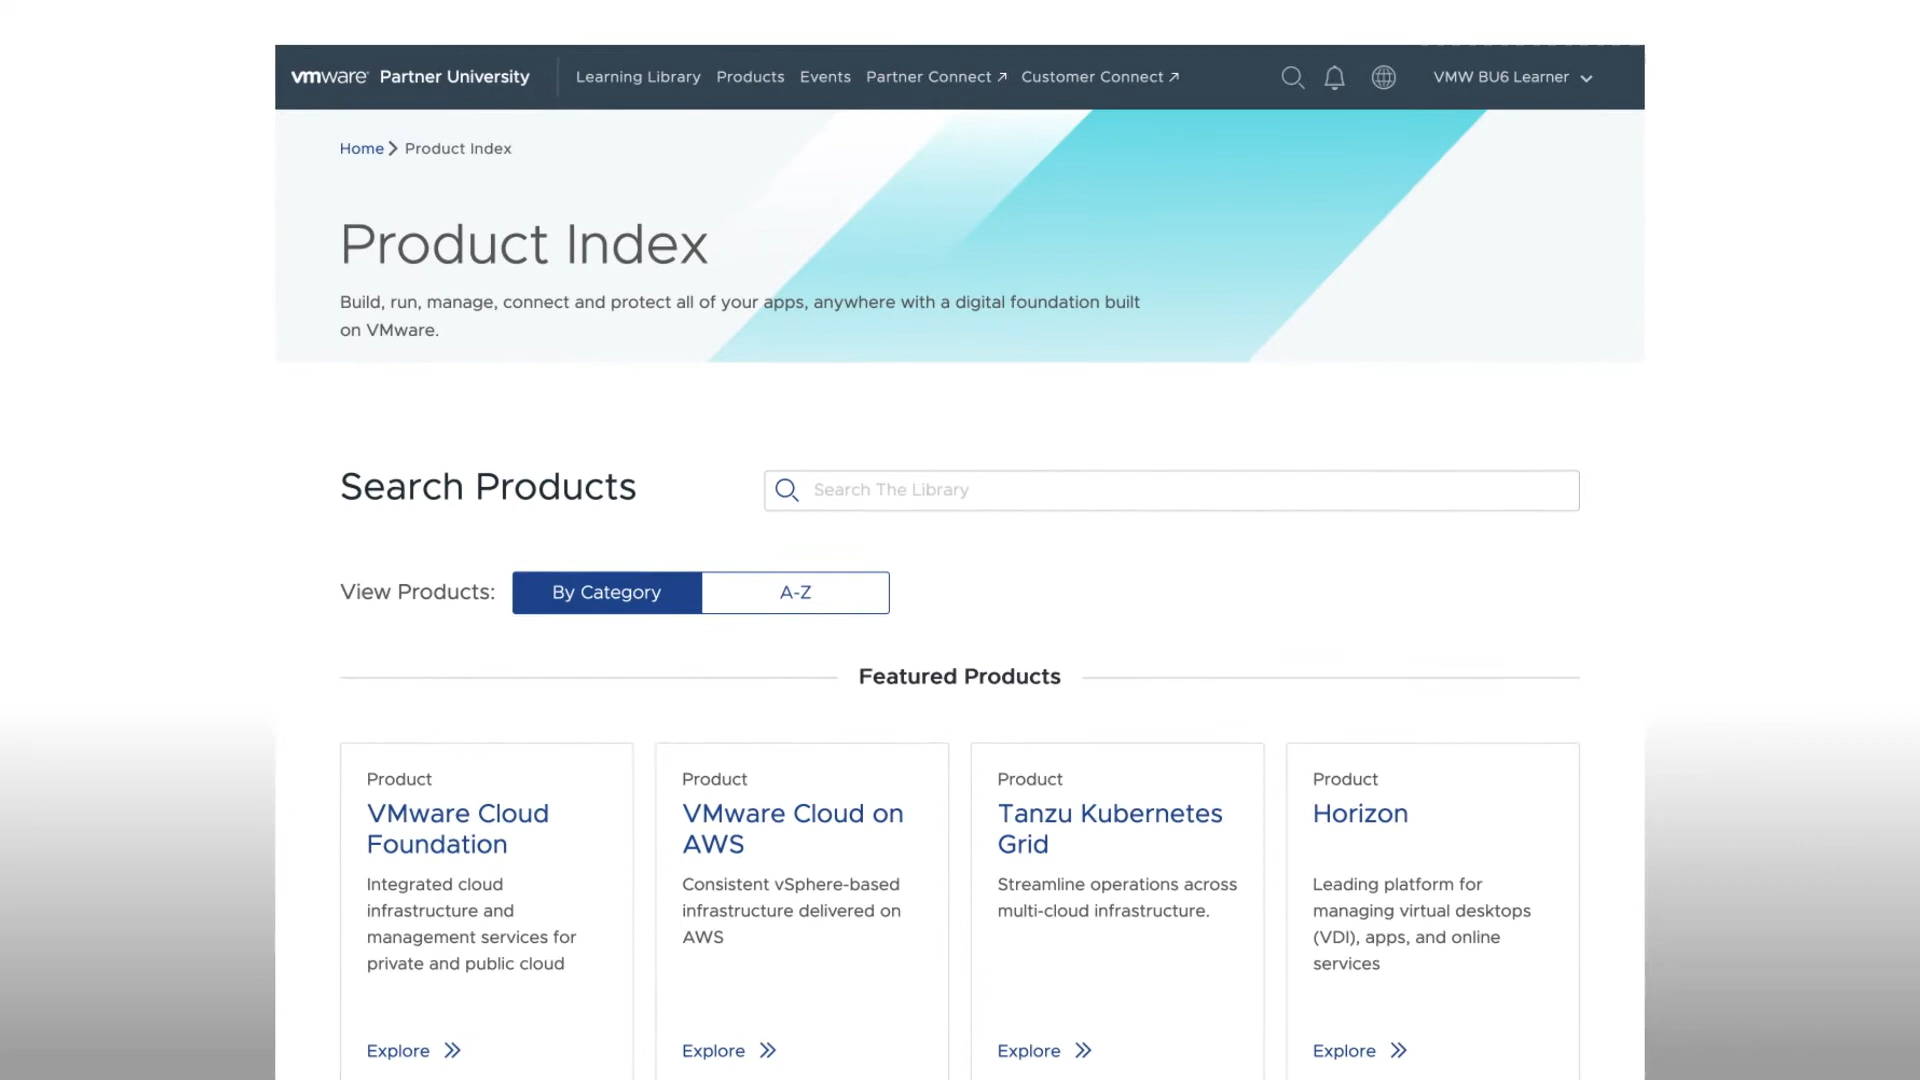 vmware Partner University Learning Library Products Events Partner Connect Customer Connect VMW BU6 Learner
Home Product Index
Product Index
Build, run, manage, connect and protect all of your apps, anywhere with a digital foundation built
on VMware.
Search Products Search The Library
View Products: By Category A-Z
Featured Products
Product
VMware Cloud
Foundation
Integrated cloud
infrastructure and
management services for
private and public cloud
Explore
Product
VMware Cloud on
AWS
Consistent vSphere-based
infrastructure delivered on
AWS
Explore
Product
Tanzu Kubernetes
Grid
Streamline operations across
multi-cloud infrastructure.
Explore
Product
Horizon
Leading platform for
managing virtual desktops
(VDI), apps, and online
services
Explore